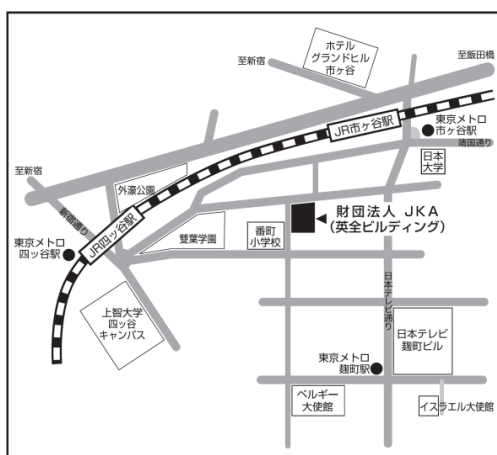 ホテル
グランドヒル
市ヶ谷
至新宿
至飯田橋
JR市ヶ谷駅
東京メトロ
市ヶ谷駅
靖国通り
日本
大学
至新宿
外濠公園
新宿通り
JR四ッ谷駅
東京メトロ
四ッ谷駅
雙葉学園
番町
小学校
財団法人 JKA
(英全ビルディング)
上智大学
四ッ谷
キャンパス
日本テレビ通り
日本テレビ
麹町ビル
東京メトロ
麹町駅
ベルギー
大使館
イスラエル大使館